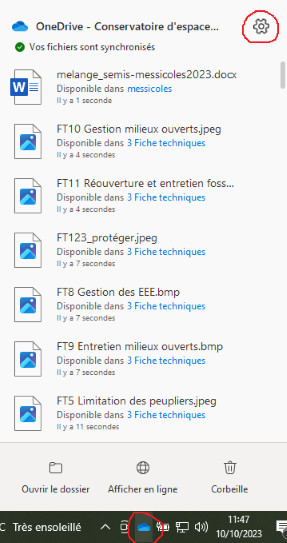 OneDrive - Conservatoire d'espace...
Vos fichiers sont synchronisés
melange_semis-messicoles2023.docx
Disponible dans messicoles
Il y a 1 seconde
FT10 Gestion milieux ouverts.jpeg
Disponible dans 3 Fiche techniques
Il y a 4 secondes
FT11 Réouverture et entretien foss...
Disponible dans 3 Fiche techniques
Il y a 4 secondes
FT123_protéger.jpeg
Disponible dans 3 Fiche techniques
Il y a 7 secondes
FT8 Gestion des EEE.bmp
Disponible dans 3 Fiche techniques
Il y a 7 secondes
FT9 Entretien milieux ouverts.bmp
Disponible dans 3 Fiche techniques
Il y a 7 secondes
FT5 Limitation des peupliers.jpeg
Disponible dans 3 Fiche techniques
Il y a 11 secondes
Ouvrir le dossier Afficher en ligne Corbeille
C Très ensoleillé 11:47
10/10/2023